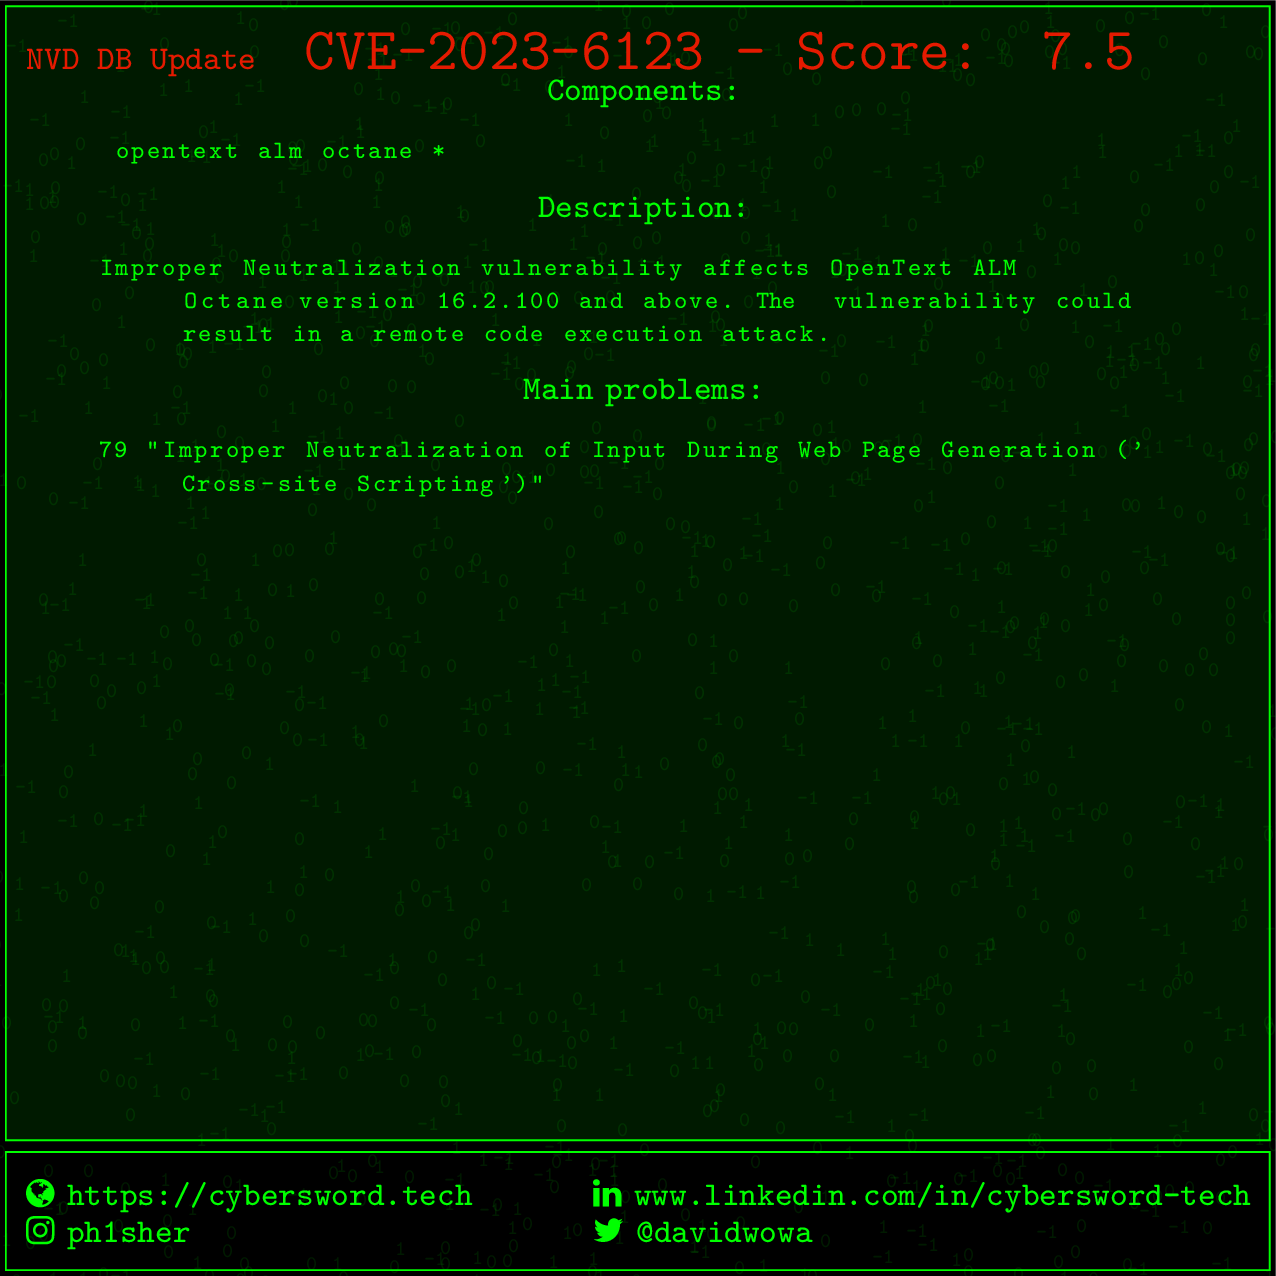 NVD DB Update CVE-2023-6123 - Score: 7.5
Components:
opentext alm octane *
Description:
Improper Neutralization vulnerability affects OpenText ALM
Octane version 16.2.100 and above. The vulnerability could
result in a remote code execution attack.
Main problems:
79 "Improper Neutralization of Input During Web Page Generation ('
Cross-site Scripting')"
https://cybersword.tech www.linkedin.com/in/cybersword-tech
ph1sher @davidwowa